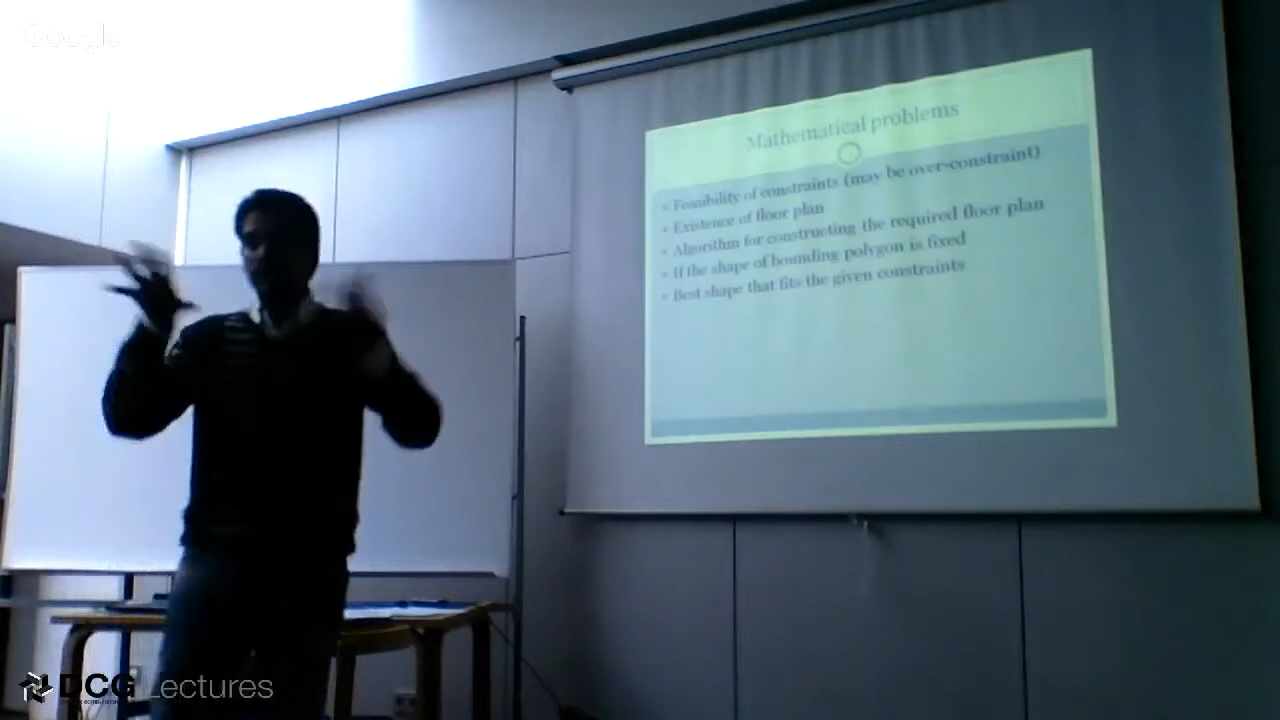 Google
Mathematical problems
Feasibility of constraints (may be over-constraint)
Existence of floor plan
Algorithm for constructing the required floor plan
If the shape of bounding polygon is fixed
Best shape that fits the given constraints
DCG Lectures